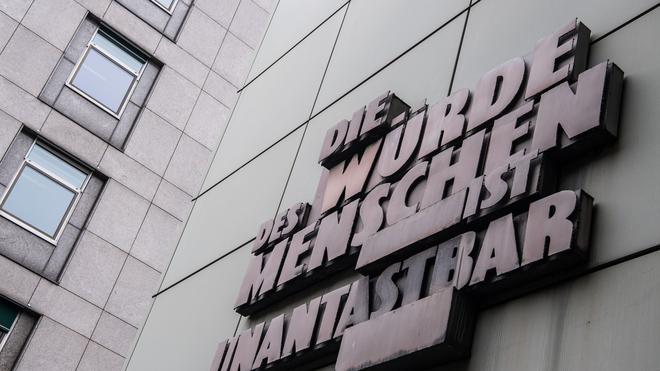 DIE
WÜRDE
DES
MENSCHEN
IST
UNANTASTBAR